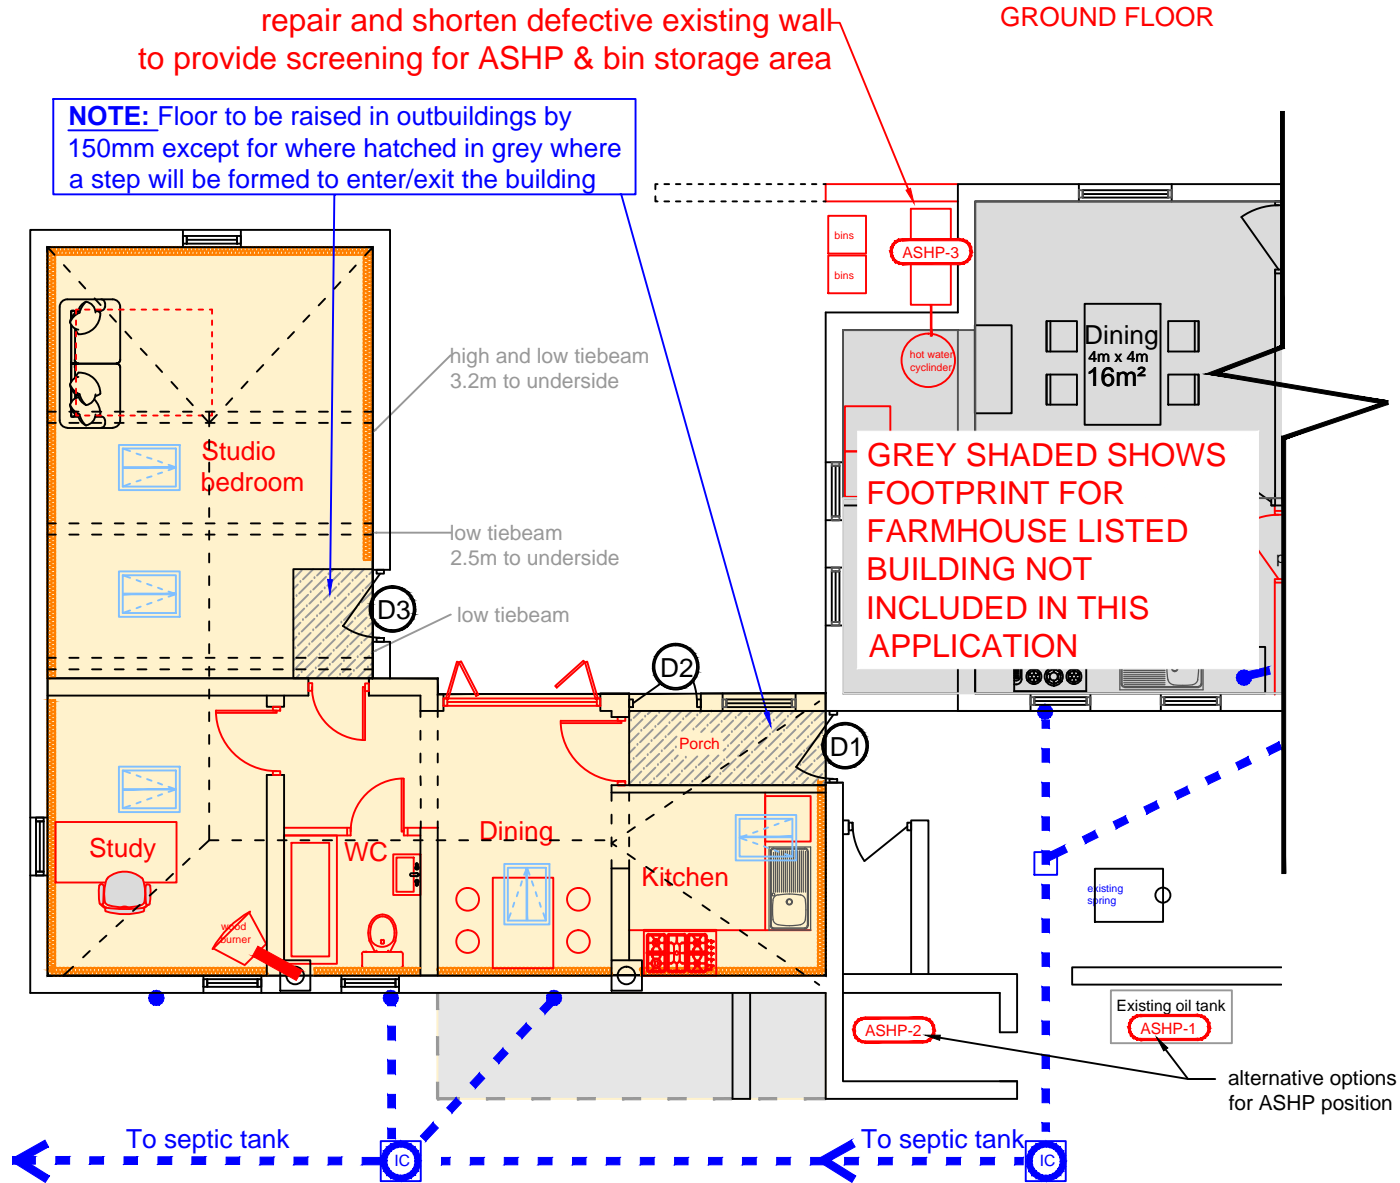 repair and shorten defective existing wall
to provide screening for ASHP & bin storage area
GROUND FLOOR
NOTE: Floor to be raised in outbuildings by
150mm except for where hatched in grey where
a step will be formed to enter/exit the building
bins
bins
ASHP-3
hot water
cyclinder
Dining
4m x 4m
16m²
high and low tiebeam
3.2m to underside
Studio
bedroom
low tiebeam
2.5m to underside
low tiebeam
GREY SHADED SHOWS
FOOTPRINT FOR
FARMHOUSE LISTED
BUILDING NOT
INCLUDED IN THIS
APPLICATION
D3
D2
D1
Porch
Study
WC
Dining
Kitchen
wood
burner
existing
spring
Existing oil tank
ASHP-1
ASHP-2
alternative options
for ASHP position
To septic tank
IC
To septic tank
IC